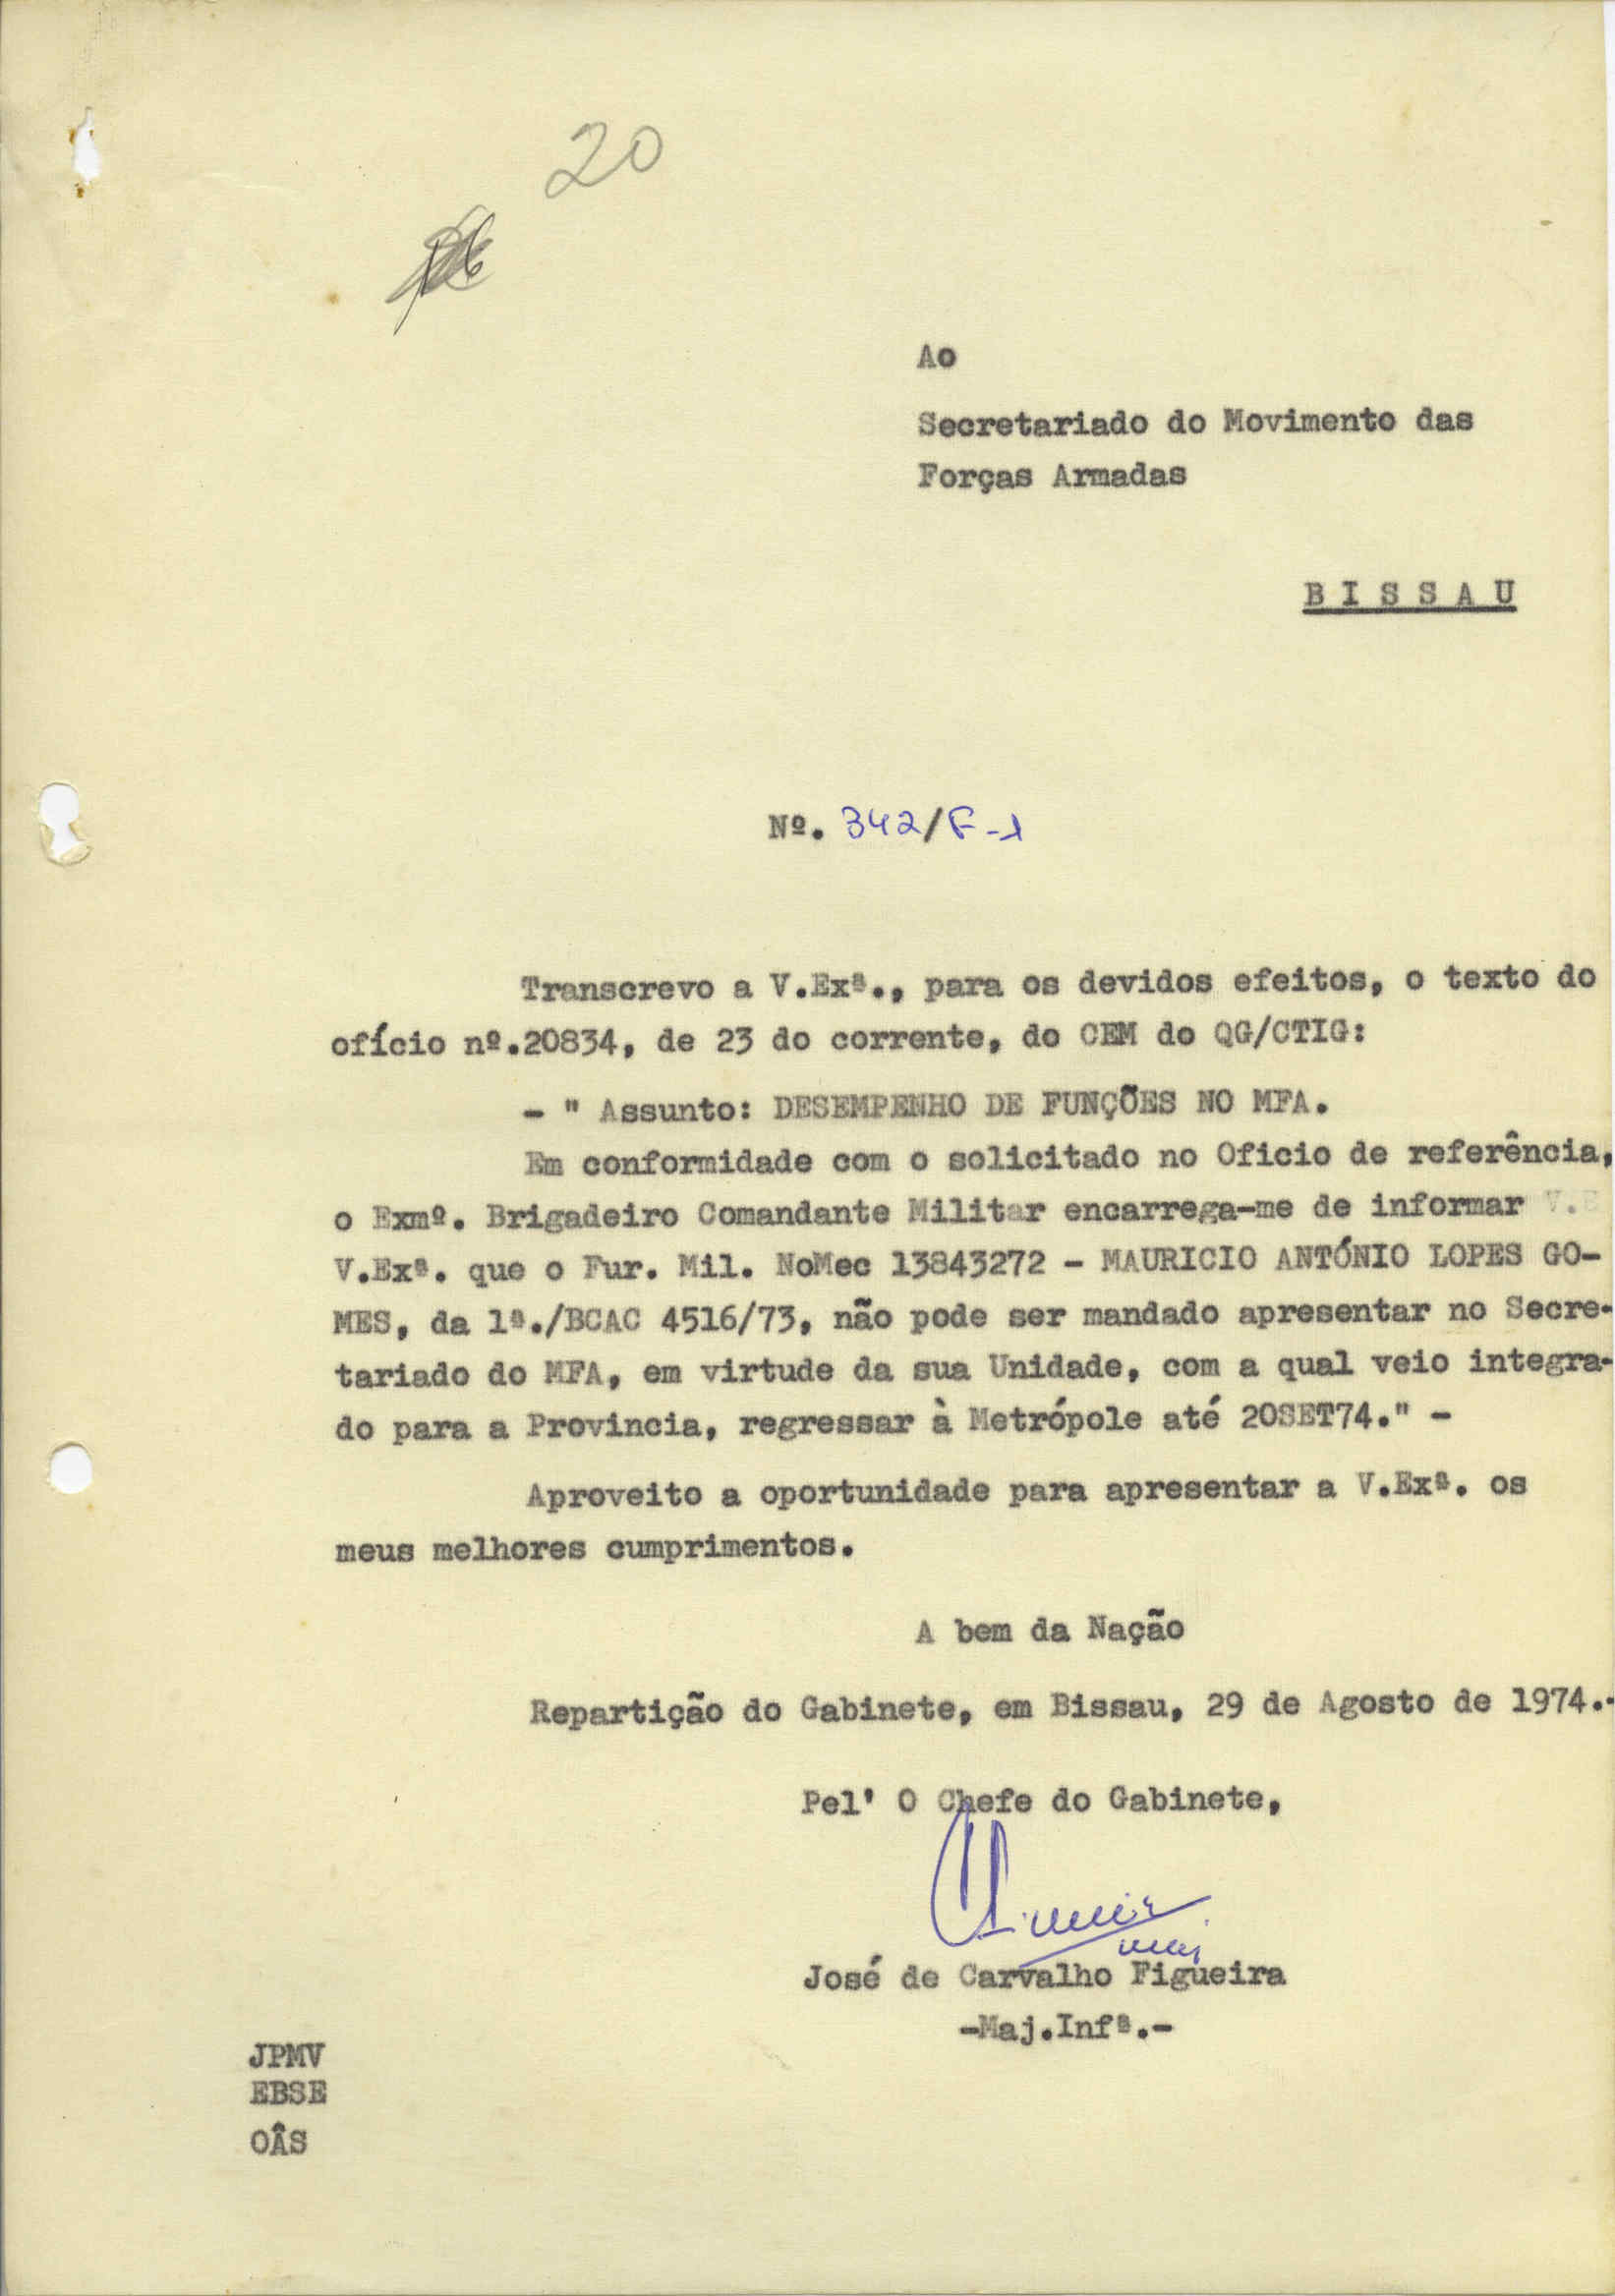 20
Ao
Secretariado do Movimento das
Forças Armadas
B I S S A U
Nº. 342/F-1
Transcrevo a V.Exª., para os devidos efeitos, o texto do
ofício nº.20834, de 23 do corrente, do CEM do QG/CTIG:
- " Assunto: DESEMPENHO DE FUNÇÕES NO MFA.
Em conformidade com o solicitado no Oficio de referência,
o Exmº. Brigadeiro Comandante Militar encarrega-me de informar V.E
V.Exª. que o Fur. Mil. NoMec 13843272 - MAURICIO ANTÓNIO LOPES GO-
MES, da 1ª./BCAC 4516/73, não pode ser mandado apresentar no Secre-
tariado do MFA, em virtude da sua Unidade, com a qual veio integra-
do para a Provincia, regressar à Metrópole até 20SET74." -
Aproveito a oportunidade para apresentar a V.Exª. os
meus melhores cumprimentos.
A bem da Nação
Repartição do Gabinete, em Bissau, 29 de Agosto de 1974.-
Pel' O Chefe do Gabinete,
José de Carvalho Figueira
-Maj.Infª.-
JPMV
EBSE
OÂS